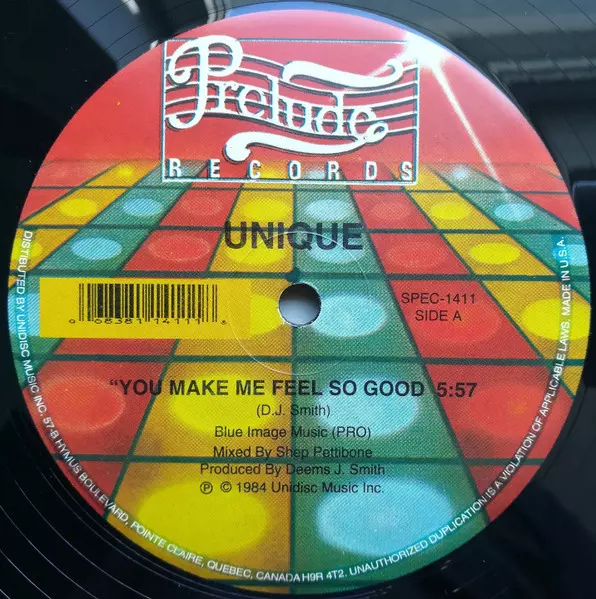 Prelude
RECORDS
UNIQUE
SPEC-1411
SIDE A
0 68381 14111 8
"YOU MAKE ME FEEL SO GOOD 5:57
(D.J. Smith)
Blue Image Music (PRO)
Mixed By Shep Pettibone
Produced By Deems J. Smith
℗ © 1984 Unidisc Music Inc.
DISTRIBUTED BY UNIDISC MUSIC INC. 57-B HYMUS BOULEVARD, POINTE CLAIRE, QUEBEC, CANADA H9R 4T2. UNAUTHORIZED DUPLICATION IS A VIOLATION OF APPLICABLE LAWS. MADE IN U.S.A.